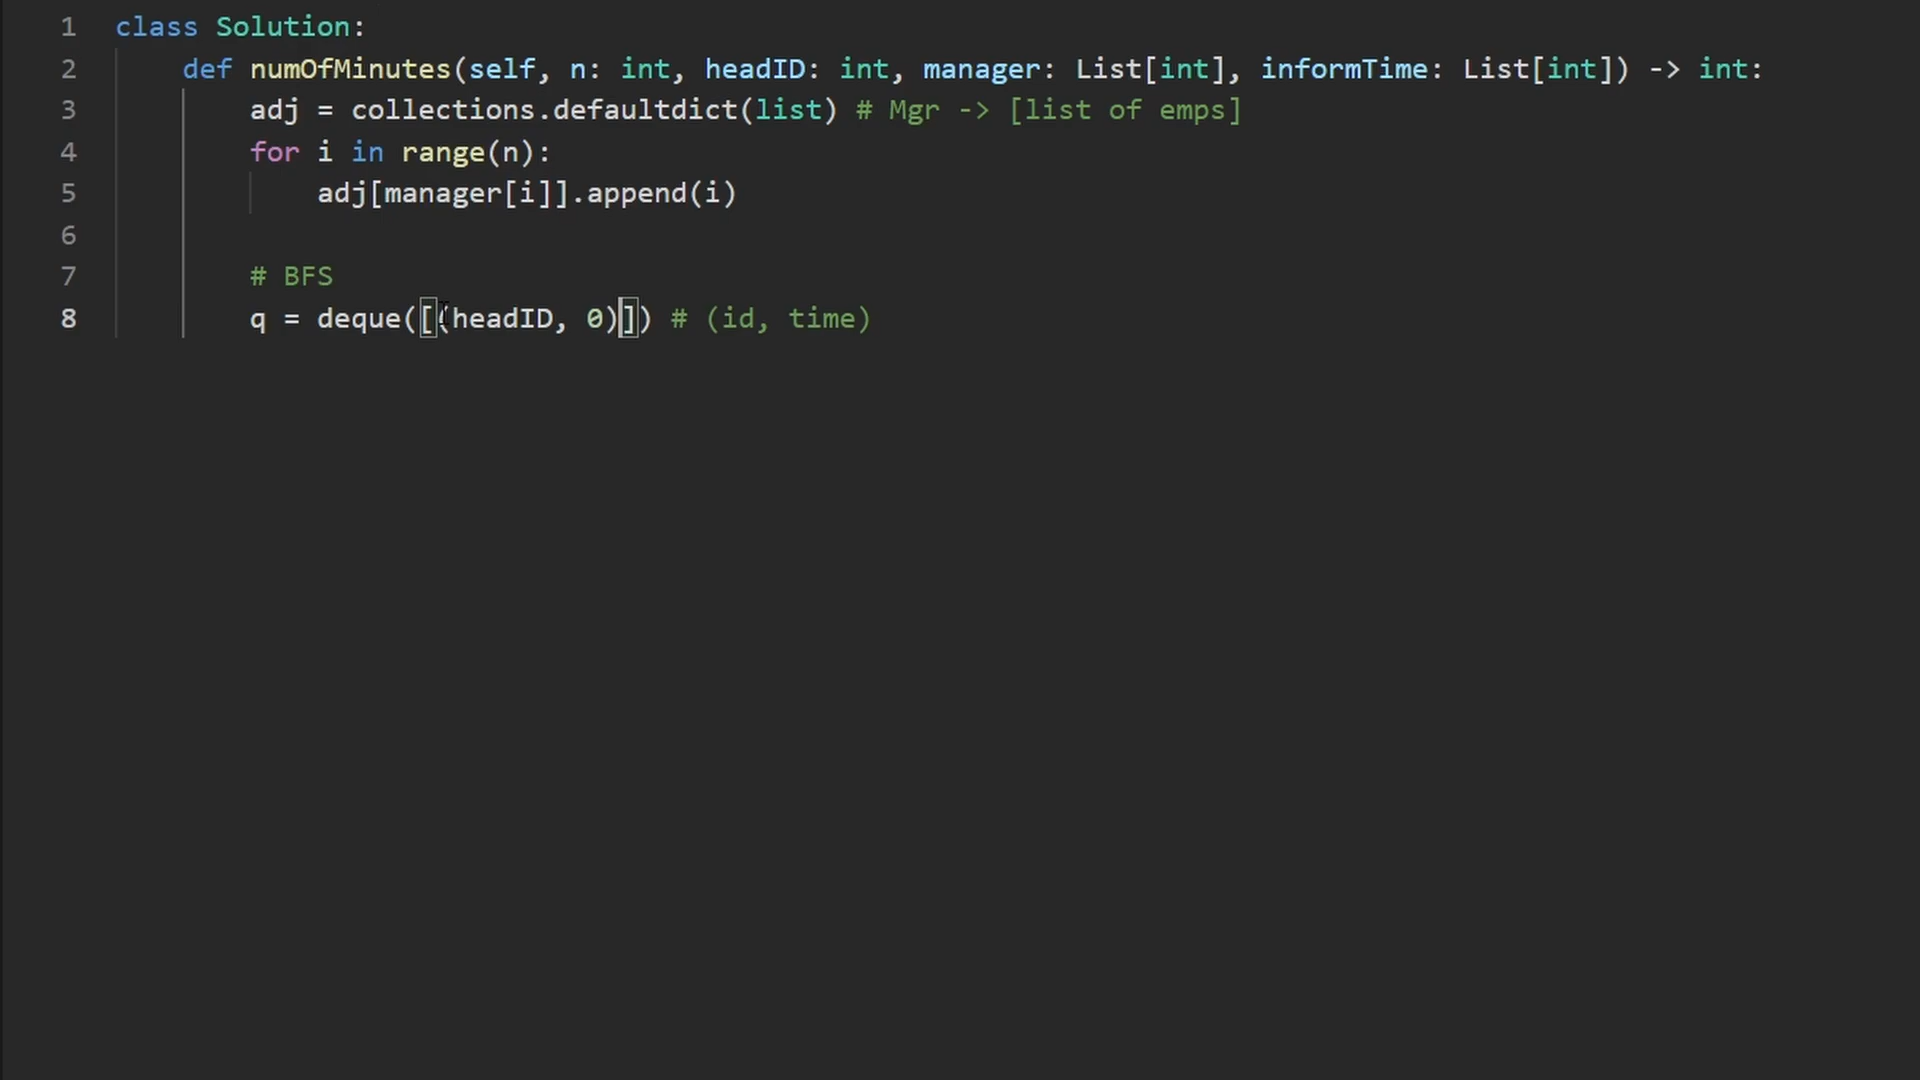 1 class Solution:
2 def numOfMinutes(self, n: int, headID: int, manager: List[int], informTime: List[int]) -> int:
3 adj = collections.defaultdict(list) # Mgr -> [list of emps]
4 for i in range(n):
5 adj[manager[i]].append(i)
6
7 # BFS
8 q = deque([(headID, 0)]) # (id, time)